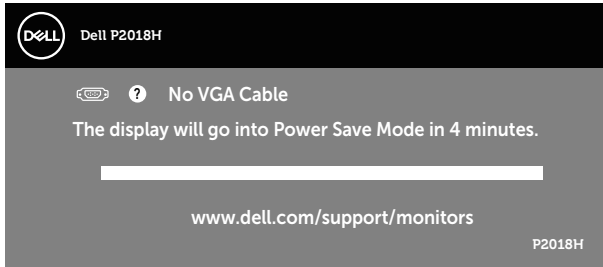 DELL
Dell P2018H
? No VGA Cable
The display will go into Power Save Mode in 4 minutes.
www.dell.com/support/monitors
P2018H